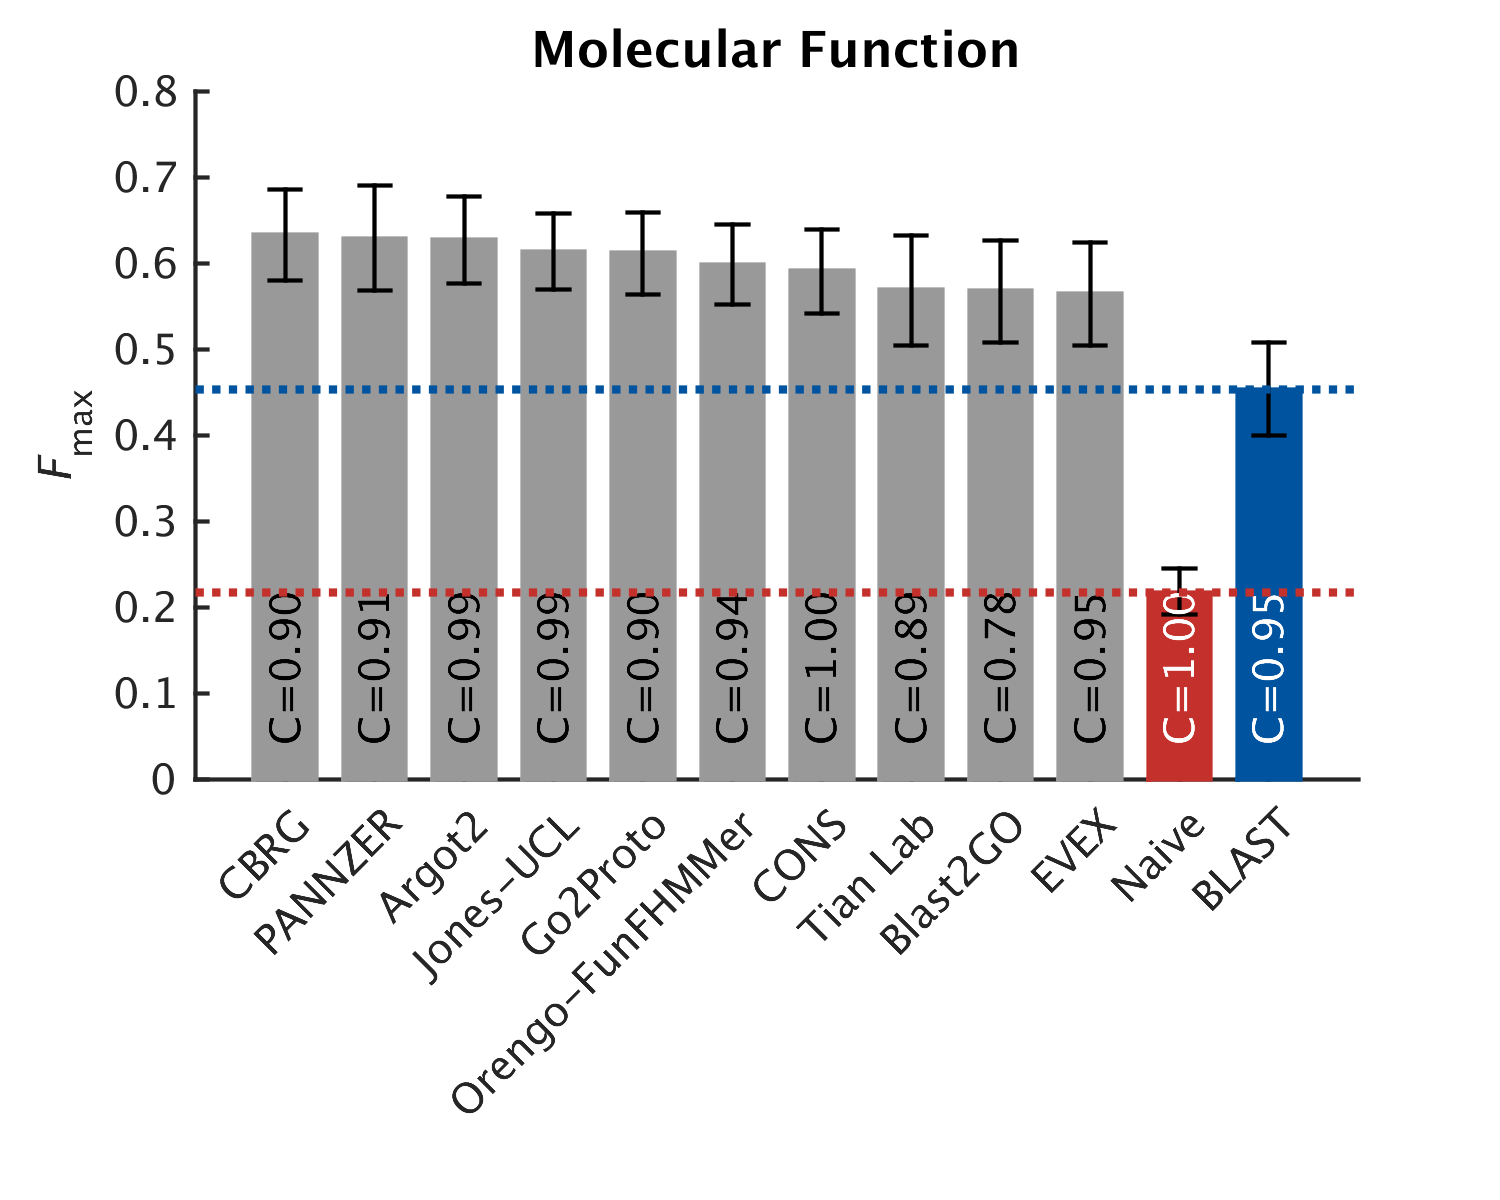 Molecular Function
0.8
0.7
0.6
0.5
0.4
0.3
0.2
0.1
0
Fmax
C=0.90
C=0.91
C=0.99
C=0.99
C=0.90
C=0.94
C=1.00
C=0.89
C=0.78
C=0.95
C=1.00
C=0.95
CBRG
PANNZER
Argot2
Jones-UCL
Go2Proto
Orengo-FunFHMMer
CONS
Tian Lab
Blast2GO
EVEX
Naive
BLAST